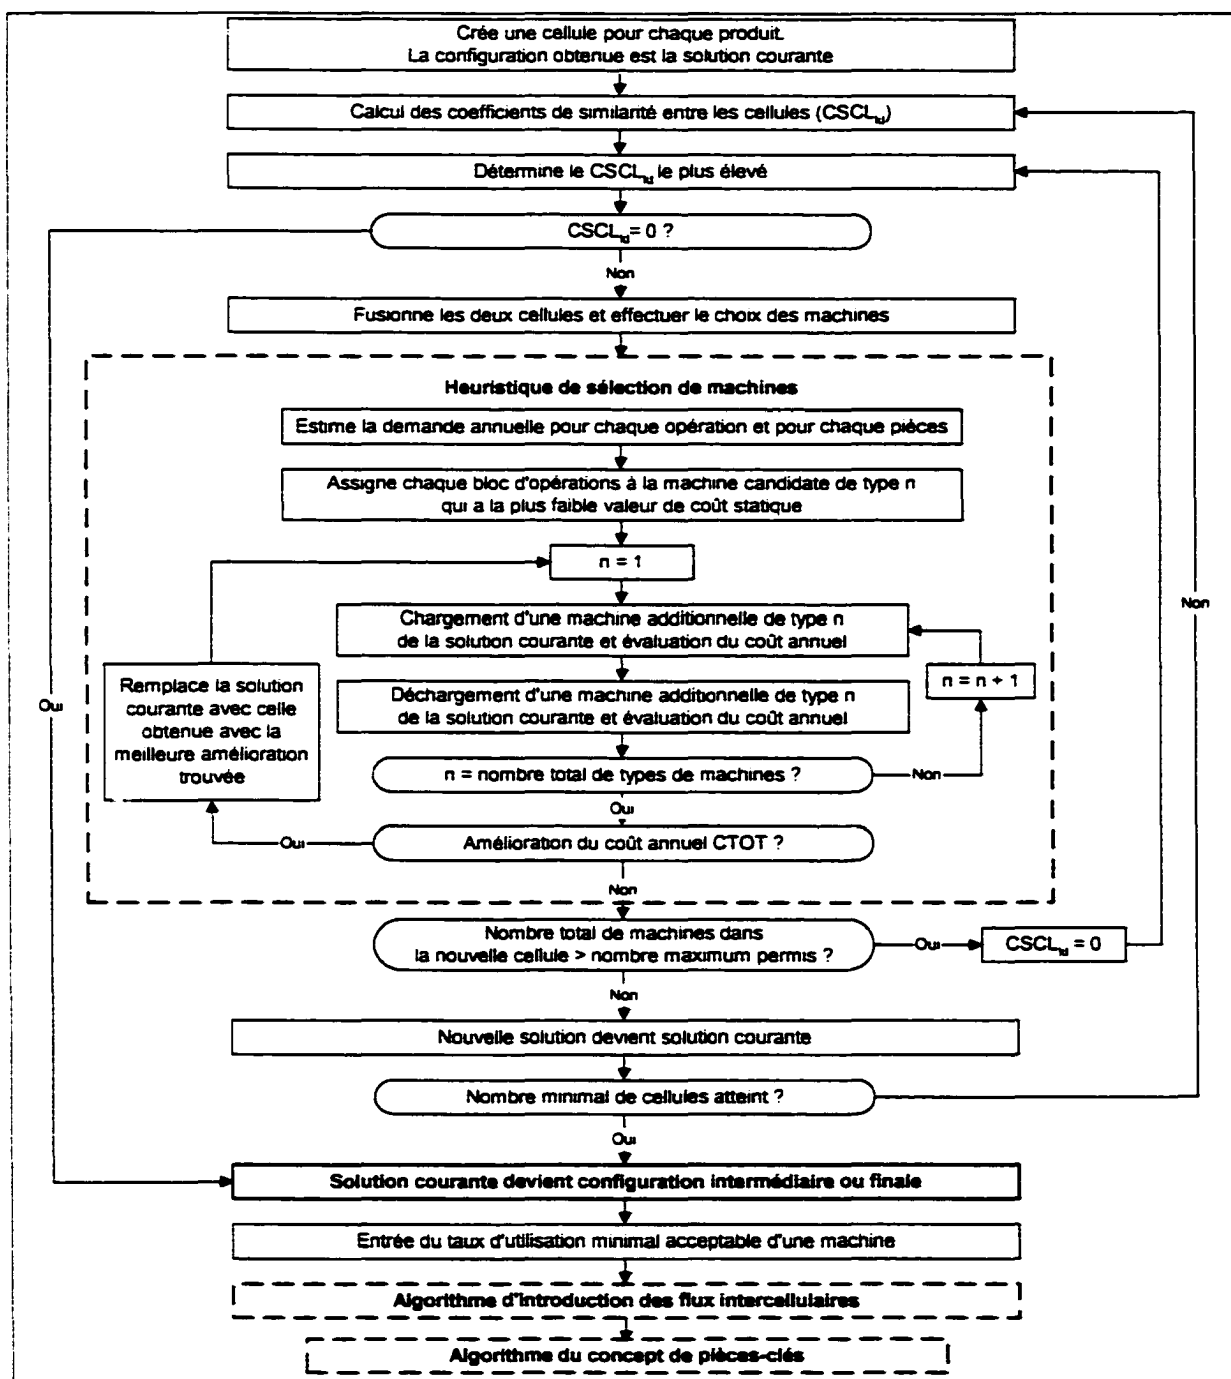 Crée une cellule pour chaque produit.
La configuration obtenue est la solution courante
Calcul des coefficients de similarité entre les cellules (CSCLkl)
Détermine le CSCLkl le plus élevé
CSCLkl = 0 ?
Non
Fusionne les deux cellules et effectuer le choix des machines
Heuristique de sélection de machines
Estime la demande annuelle pour chaque opération et pour chaque pièces
Assigne chaque bloc d'opérations à la machine candidate de type n
qui a la plus faible valeur de coût statique
n = 1
Non
Chargement d'une machine additionnelle de type n
de la solution courante et évaluation du coût annuel
n = n + 1
Oui
Remplace la solution
courante avec celle
obtenue avec la
meilleure amélioration
trouvée
Déchargement d'une machine additionnelle de type n
de la solution courante et évaluation du coût annuel
n = nombre total de types de machines ?
Non
Oui
Oui
Amélioration du coût annuel CTOT ?
Non
Nombre total de machines dans
la nouvelle cellule > nombre maximum permis ?
Oui
CSCLkl = 0
Non
Nouvelle solution devient solution courante
Nombre minimal de cellules atteint ?
Oui
Solution courante devient configuration intermédiaire ou finale
Entrée du taux d'utilisation minimal acceptable d'une machine
Algorithme d'introduction des flux intercellulaires
Algorithme du concept de pièces-clés